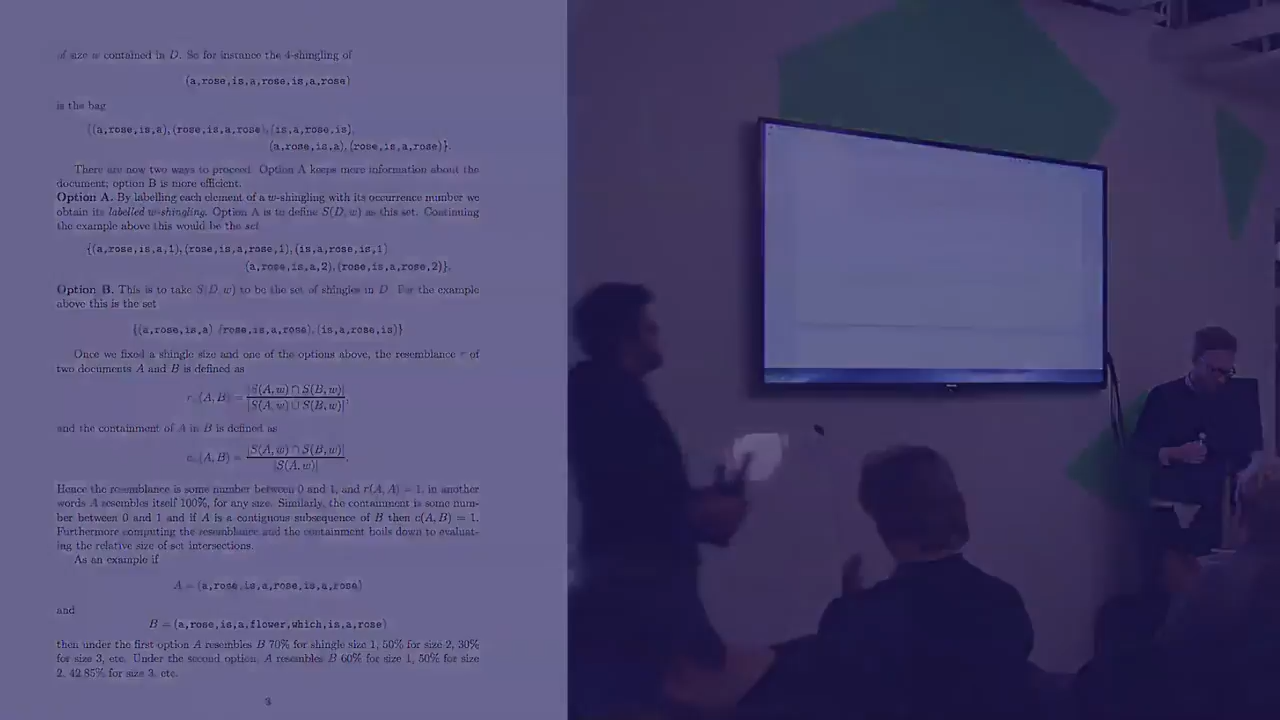 of size w contained in D. So for instance the 4-shingling of
(a,rose,is,a,rose,is,a,rose)
is the bag
{(a,rose,is,a),(rose,is,a,rose),(is,a,rose,is),
(a,rose,is,a),(rose,is,a,rose)}.
There are now two ways to proceed. Option A keeps more information about the
document; option B is more efficient.
Option A. By labelling each element of a w-shingling with its occurrence number we
obtain its labelled w-shingling. Option A is to define S(D, w) as this set. Continuing
the example above this would be the set
{(a,rose,is,a,1),(rose,is,a,rose,1),(is,a,rose,is,1)
(a,rose,is,a,2),(rose,is,a,rose,2)}.
Option B. This is to take S(D, w) to be the set of shingles in D. For the example
above this is the set
{(a,rose,is,a) (rose,is,a,rose),(is,a,rose,is)}
Once we fixed a shingle size and one of the options above, the resemblance r of
two documents A and B is defined as
r (A, B) = |S(A, w) ∩ S(B, w)| / |S(A, w) ∪ S(B, w)|,
and the containment of A in B is defined as
c (A, B) = |S(A, w) ∩ S(B, w)| / |S(A, w)|.
Hence the resemblance is some number between 0 and 1, and r(A, A) = 1, in another
words A resembles itself 100%, for any size. Similarly, the containment is some num-
ber between 0 and 1 and if A is a contiguous subsequence of B then c(A, B) = 1.
Furthermore computing the resemblance and the containment boils down to evaluat-
ing the relative size of set intersections.
As an example if
A = (a,rose,is,a,rose,is,a,rose)
and
B = (a,rose,is,a,flower,which,is,a,rose)
then under the first option A resembles B 70% for shingle size 1, 50% for size 2, 30%
for size 3, etc. Under the second option, A resembles B 60% for size 1, 50% for size
2, 42.85% for size 3, etc.
3